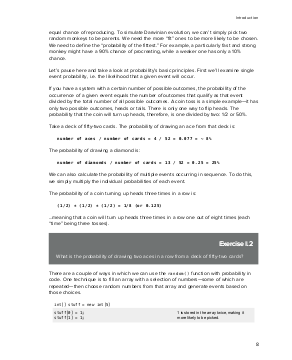 Introduction
equal chance of reproducing. To simulate Darwinian evolution, we can't simply pick two
random monkeys to be parents. We need the more "fit" ones to be more likely to be chosen.
We need to define the "probability of the fittest." For example, a particularly fast and strong
monkey might have a 90% chance of procreating, while a weaker one has only a 10%
chance.
Let's pause here and take a look at probability's basic principles. First we'll examine single
event probability, i.e. the likelihood that a given event will occur.
If you have a system with a certain number of possible outcomes, the probability of the
occurrence of a given event equals the number of outcomes that qualify as that event
divided by the total number of all possible outcomes. A coin toss is a simple example—it has
only two possible outcomes, heads or tails. There is only one way to flip heads. The
probability that the coin will turn up heads, therefore, is one divided by two: 1/2 or 50%.
Take a deck of fifty-two cards. The probability of drawing an ace from that deck is:
number of aces / number of cards = 4 / 52 = 0.077 = ~ 8%
The probability of drawing a diamond is:
number of diamonds / number of cards = 13 / 52 = 0.25 = 25%
We can also calculate the probability of multiple events occurring in sequence. To do this,
we simply multiply the individual probabilities of each event.
The probability of a coin turning up heads three times in a row is:
(1/2) * (1/2) * (1/2) = 1/8 (or 0.125)
...meaning that a coin will turn up heads three times in a row one out of eight times (each
"time" being three tosses).
Exercise I.2
What is the probability of drawing two aces in a row from a deck of fifty-two cards?
There are a couple of ways in which we can use the random() function with probability in
code. One technique is to fill an array with a selection of numbers—some of which are
repeated—then choose random numbers from that array and generate events based on
those choices.
int[] stuff = new int[5]
stuff[0] = 1; 1 is stored in the array twice, making it
stuff[1] = 1; more likely to be picked.
8